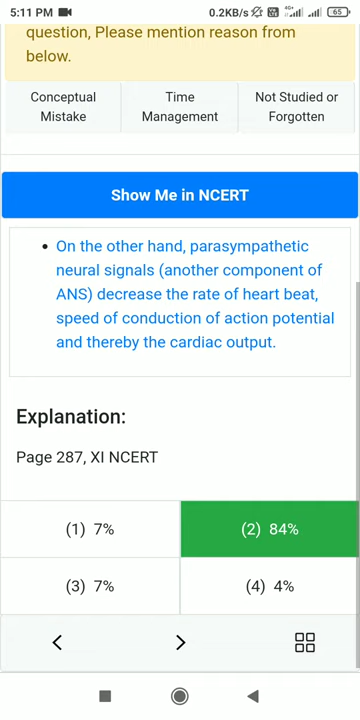 5:11 PM
0.2KB/s
4G+
65
question, Please mention reason from
below.
Conceptual
Mistake
Time
Management
Not Studied or
Forgotten
Show Me in NCERT
• On the other hand, parasympathetic
neural signals (another component of
ANS) decrease the rate of heart beat,
speed of conduction of action potential
and thereby the cardiac output.
Explanation:
Page 287, XI NCERT
(1) 7%
(2) 84%
(3) 7%
(4) 4%